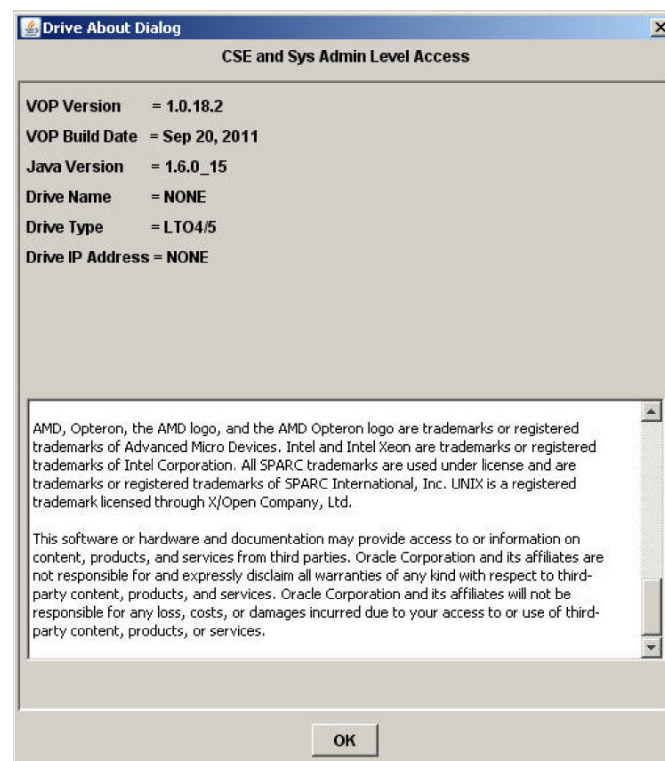 Drive About Dialog
CSE and Sys Admin Level Access
VOP Version = 1.0.18.2
VOP Build Date = Sep 20, 2011
Java Version = 1.6.0_15
Drive Name = NONE
Drive Type = LTO4/5
Drive IP Address = NONE
AMD, Opteron, the AMD logo, and the AMD Opteron logo are trademarks or registered
trademarks of Advanced Micro Devices. Intel and Intel Xeon are trademarks or registered
trademarks of Intel Corporation. All SPARC trademarks are used under license and are
trademarks or registered trademarks of SPARC International, Inc. UNIX is a registered
trademark licensed through X/Open Company, Ltd.
This software or hardware and documentation may provide access to or information on
content, products, and services from third parties. Oracle Corporation and its affiliates are
not responsible for and expressly disclaim all warranties of any kind with respect to third-
party content, products, and services. Oracle Corporation and its affiliates will not be
responsible for any loss, costs, or damages incurred due to your access to or use of third-
party content, products, or services.
OK